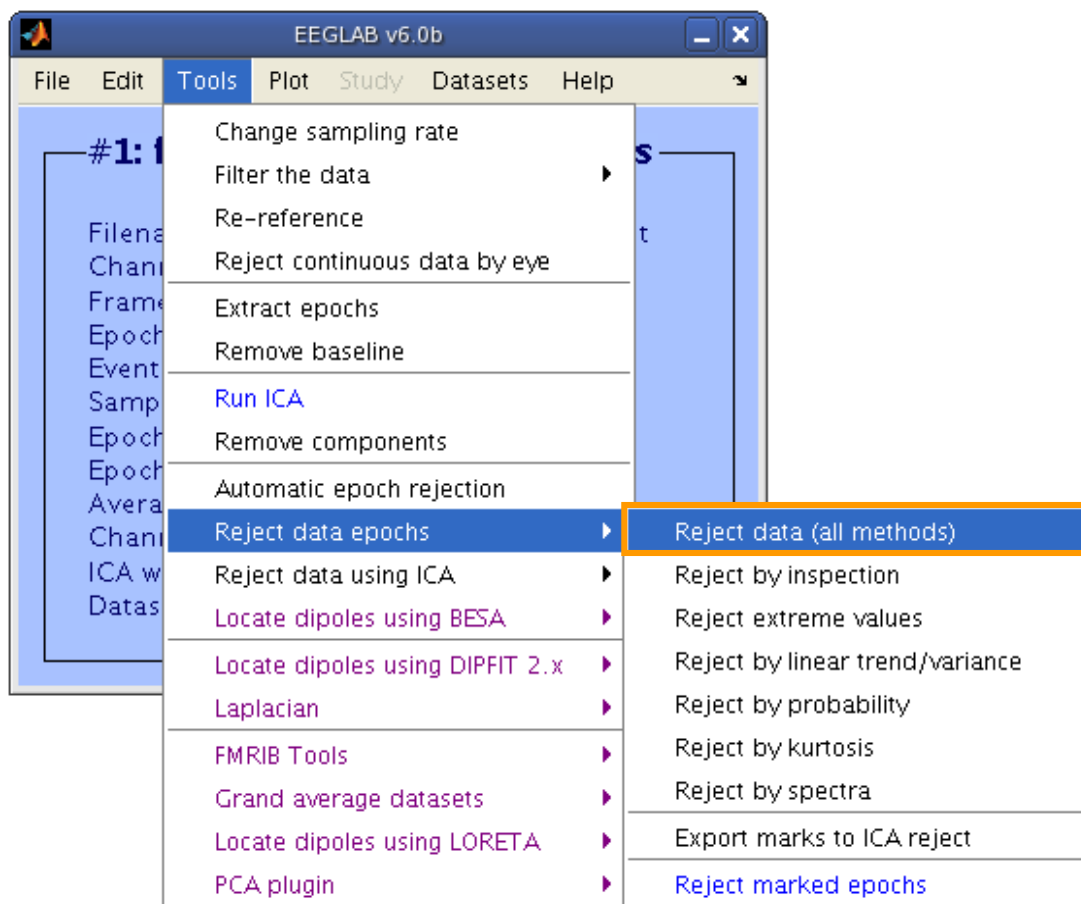 EEGLAB v6.0b
File Edit Tools Plot Study Datasets Help
Change sampling rate
#1: s
Filter the data
Re-reference
t
Reject continuous data by eye
Extract epochs
Epoch
Remove baseline
Event
Run ICA
Samp
Remove components
Epoch
Epoch
Automatic epoch rejection
Reject data epochs
Reject data (all methods)
ICA w
Reject data using ICA
Reject by inspection
Datas
Locate dipoles using BESA
Reject extreme values
Locate dipoles using DIPFIT 2.x
Reject by linear trend/variance
Laplacian
Reject by probability
FMRIB Tools
Reject by kurtosis
Grand average datasets
Reject by spectra
Locate dipoles using LORETA
Export marks to ICA reject
PCA plugin
Reject marked epochs